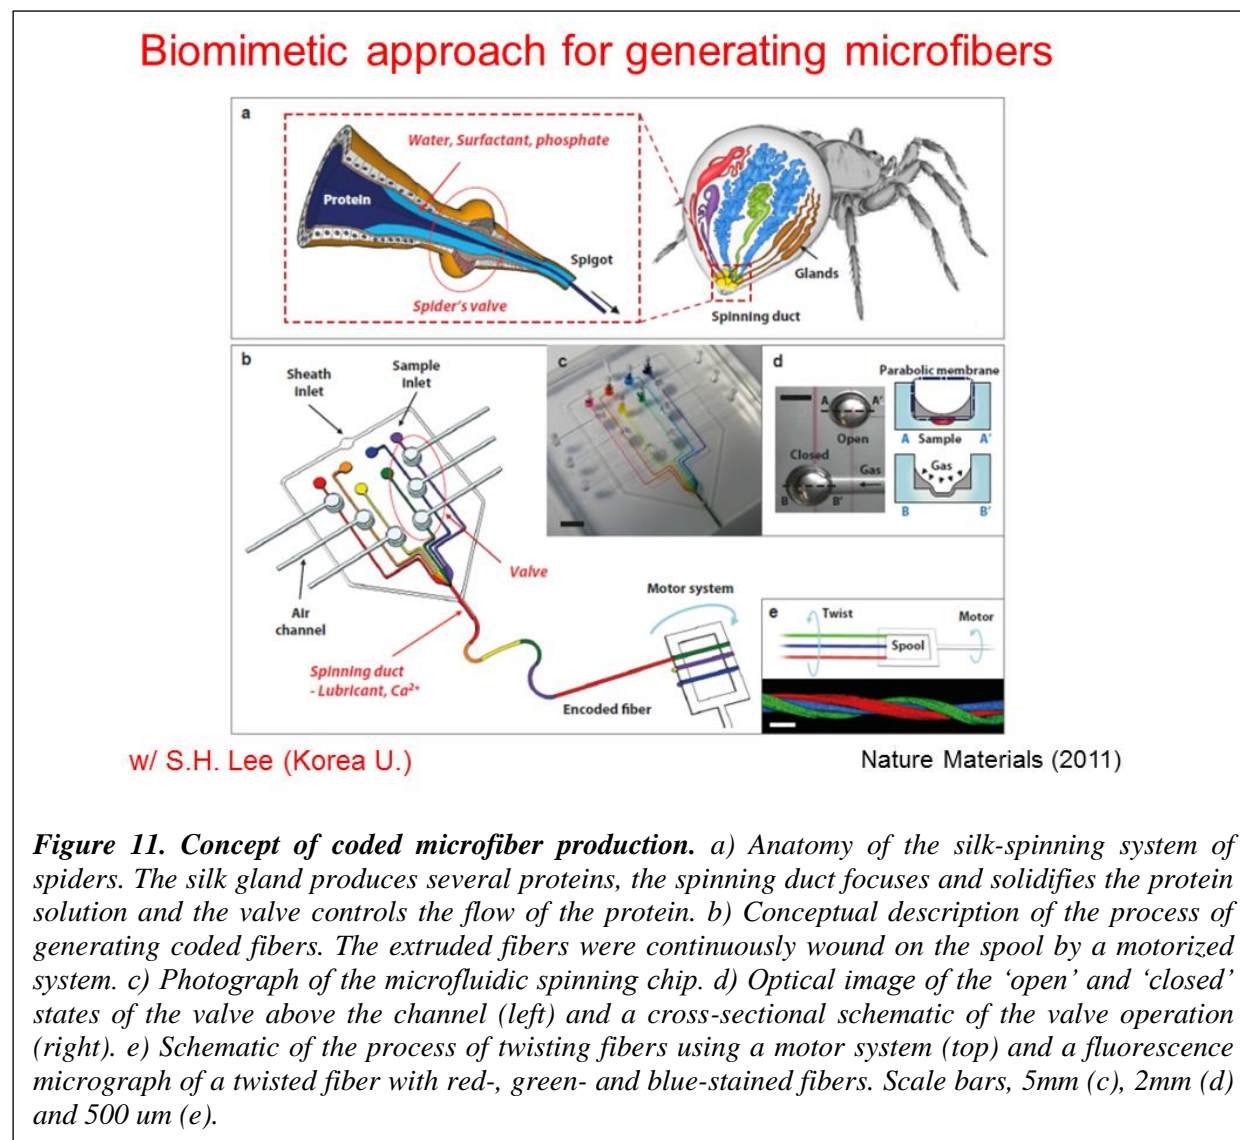 Biomimetic approach for generating microfibers
a
Water, Surfactant, phosphate
Protein
Spigot
Spider's valve
Glands
Spinning duct
b
Sheath
inlet
Sample
inlet
Valve
Air
channel
Spinning duct
- Lubricant, Ca²⁺
Encoded fiber
Motor system
c
d
A A'
Open
Closed
Gas
B B'
Parabolic membrane
A Sample A'
Gas
B B'
e
Twist
Motor
Spool
w/ S.H. Lee (Korea U.)
Nature Materials (2011)
Figure 11. Concept of coded microfiber production. a) Anatomy of the silk-spinning system of
spiders. The silk gland produces several proteins, the spinning duct focuses and solidifies the protein
solution and the valve controls the flow of the protein. b) Conceptual description of the process of
generating coded fibers. The extruded fibers were continuously wound on the spool by a motorized
system. c) Photograph of the microfluidic spinning chip. d) Optical image of the ‘open’ and ‘closed’
states of the valve above the channel (left) and a cross-sectional schematic of the valve operation
(right). e) Schematic of the process of twisting fibers using a motor system (top) and a fluorescence
micrograph of a twisted fiber with red-, green- and blue-stained fibers. Scale bars, 5mm (c), 2mm (d)
and 500 um (e).